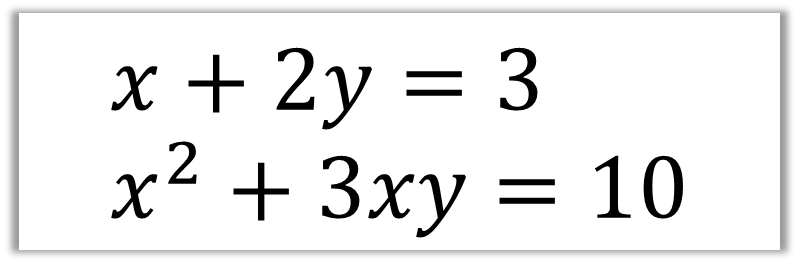 x + 2y = 3
x² + 3xy = 10